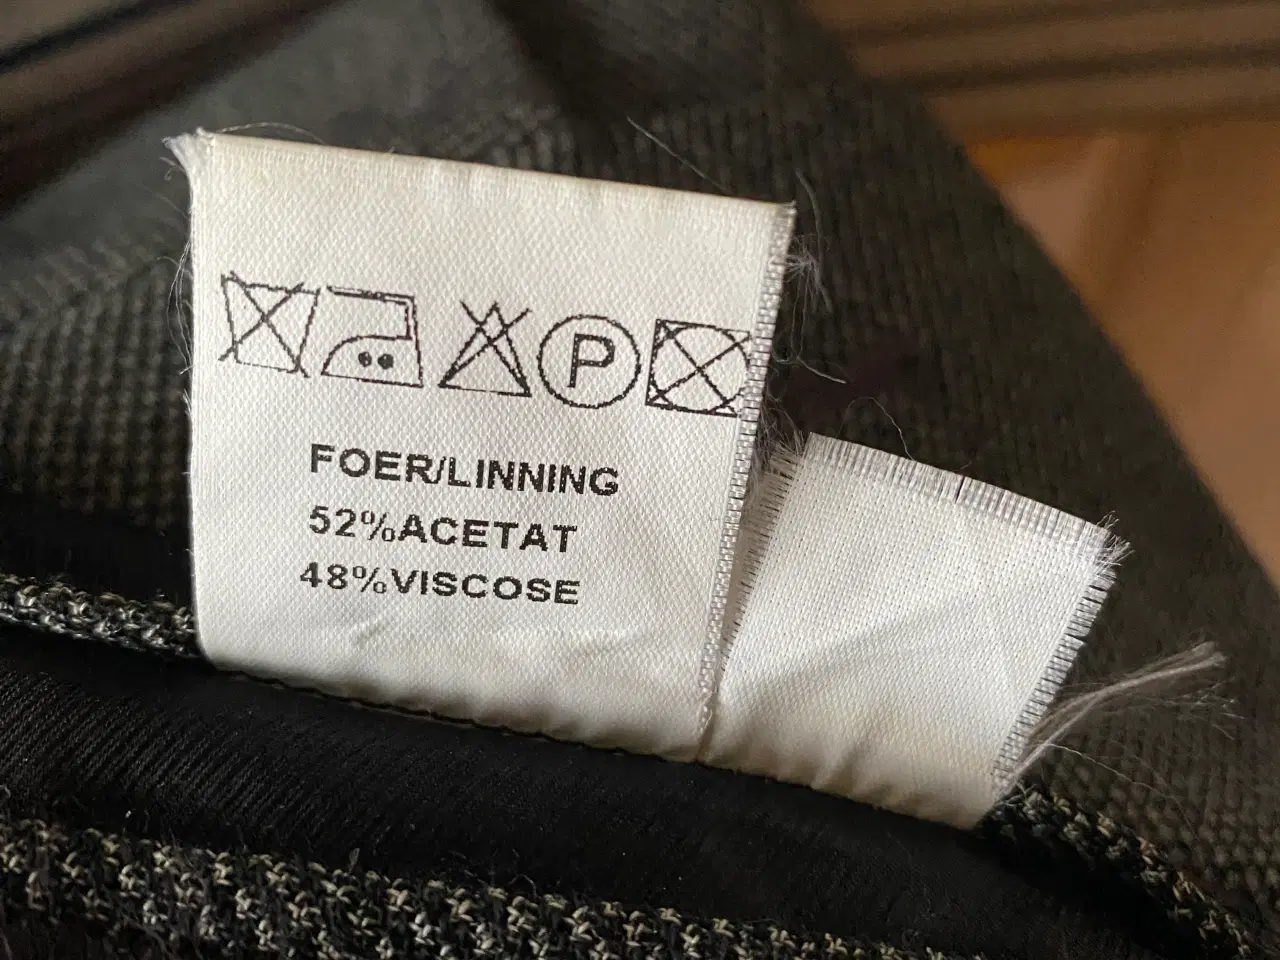 P
FOER/LINNING
52%ACETAT
48%VISCOSE